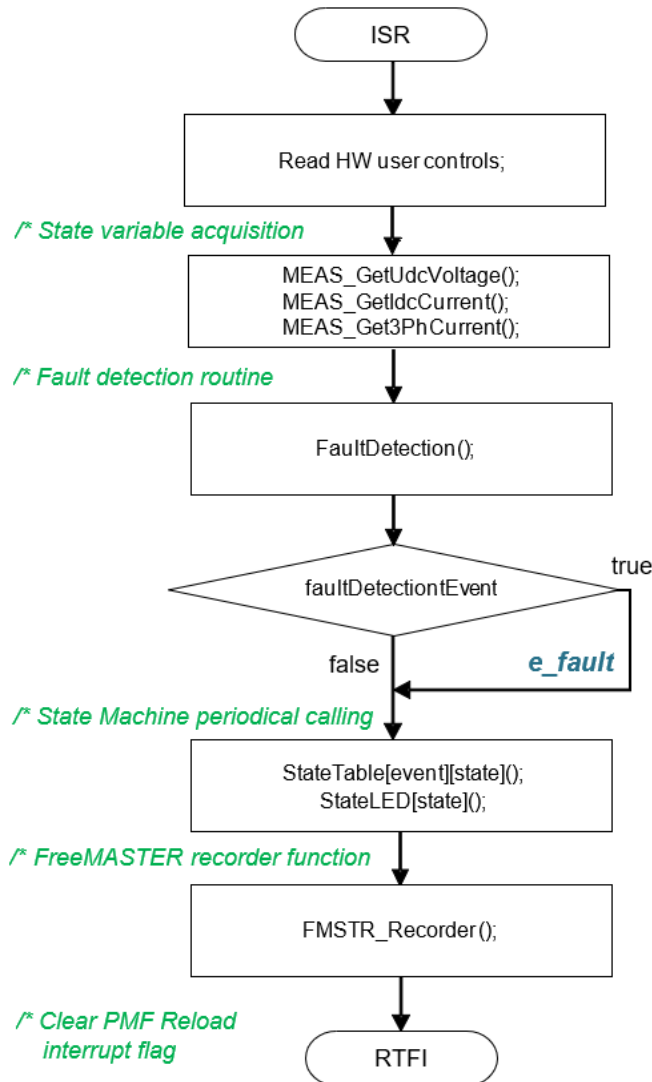 ISR
Read HW user controls;
/* State variable acquisition
MEAS_GetUdcVoltage();
MEAS_GetIdcCurrent();
MEAS_Get3PhCurrent();
/* Fault detection routine
FaultDetection();
faultDetectiontEvent
true
false
e_fault
/* State Machine periodical calling
StateTable[event][state]();
StateLED[state]();
/* FreeMASTER recorder function
FMSTR_Recorder();
/* Clear PMF Reload
interrupt flag
RTFI